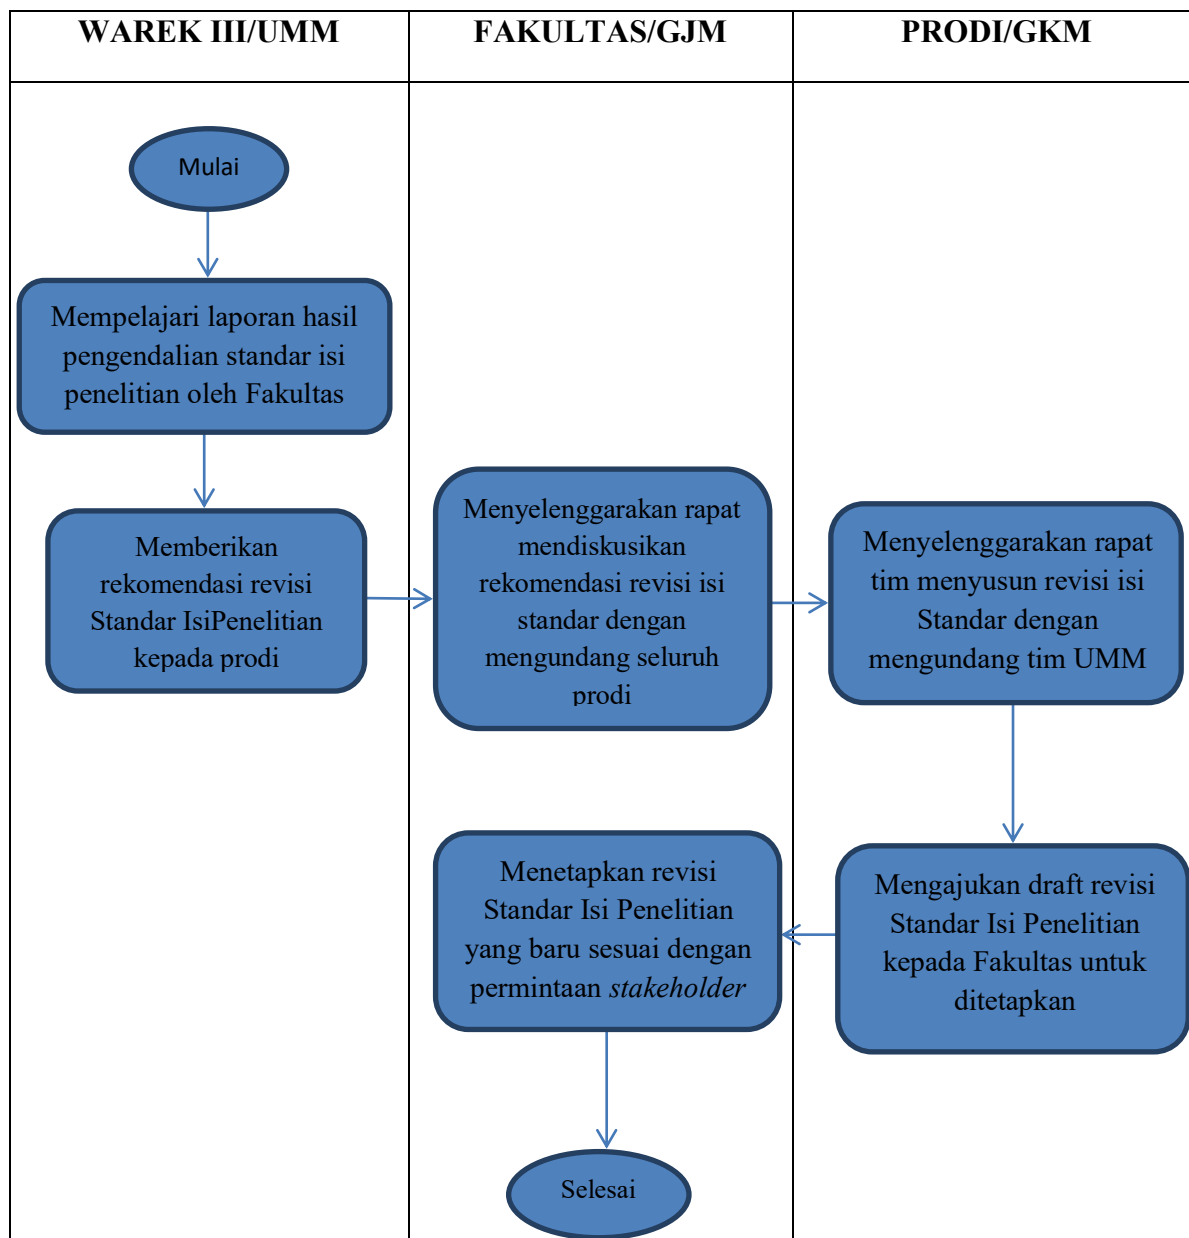 WAREK III/UMM
FAKULTAS/GJM
PRODI/GKM
Mulai
Mempelajari laporan hasil
pengendalian standar isi
penelitian oleh Fakultas
Memberikan
rekomendasi revisi
Standar IsiPenelitian
kepada prodi
Menyelenggarakan rapat
mendiskusikan
rekomendasi revisi isi
standar dengan
mengundang seluruh
prodi
Menyelenggarakan rapat
tim menyusun revisi isi
Standar dengan
mengundang tim UMM
Mengajukan draft revisi
Standar Isi Penelitian
kepada Fakultas untuk
ditetapkan
Menetapkan revisi
Standar Isi Penelitian
yang baru sesuai dengan
permintaan stakeholder
Selesai